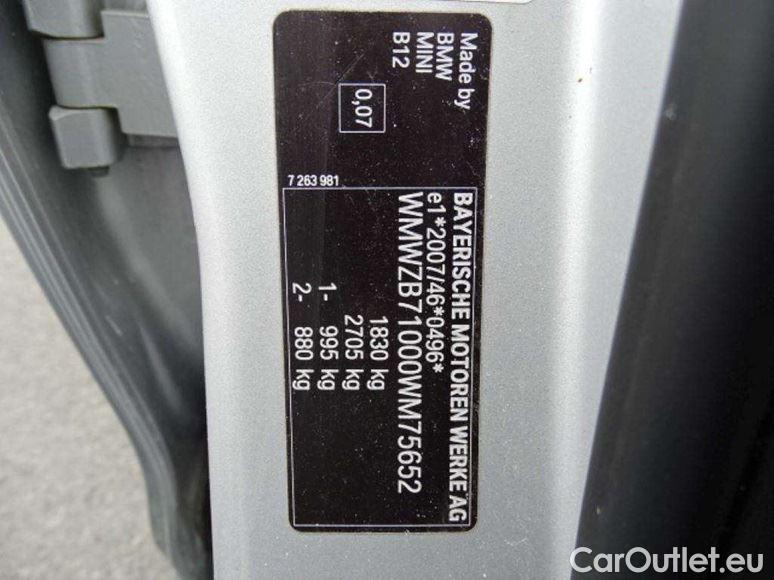 Made by
BMW
MINI
B12
0,07
7 263 981
BAYERISCHE MOTOREN WERKE AG
e1*2007/46*0496*
WMWZB71000WM75652
1830 kg
2705 kg
1- 995 kg
2- 880 kg
CarOutlet.eu